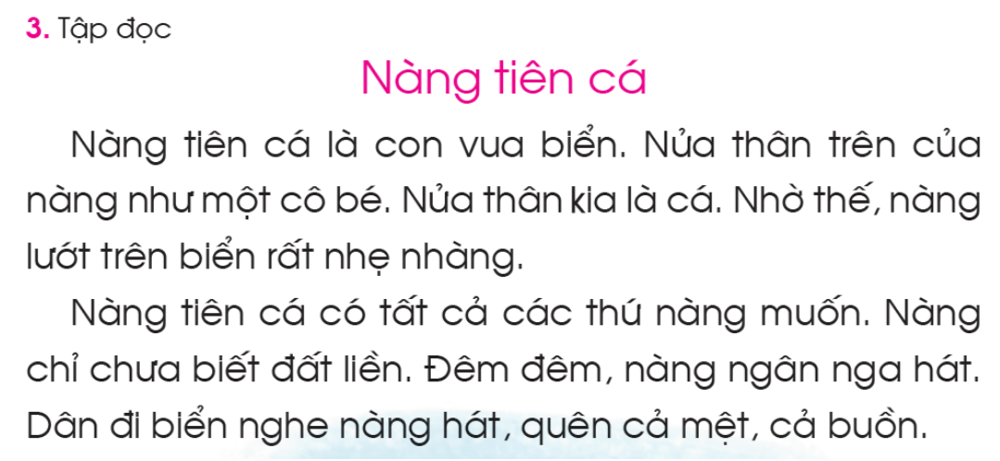 3. Tập đọc
Nàng tiên cá
Nàng tiên cá là con vua biển. Nửa thân trên của
nàng như một cô bé. Nửa thân kia là cá. Nhờ thế, nàng
lướt trên biển rất nhẹ nhàng.
Nàng tiên cá có tất cả các thứ nàng muốn. Nàng
chỉ chưa biết đất liền. Đêm đêm, nàng ngân nga hát.
Dân đi biển nghe nàng hát, quên cả mệt, cả buồn.